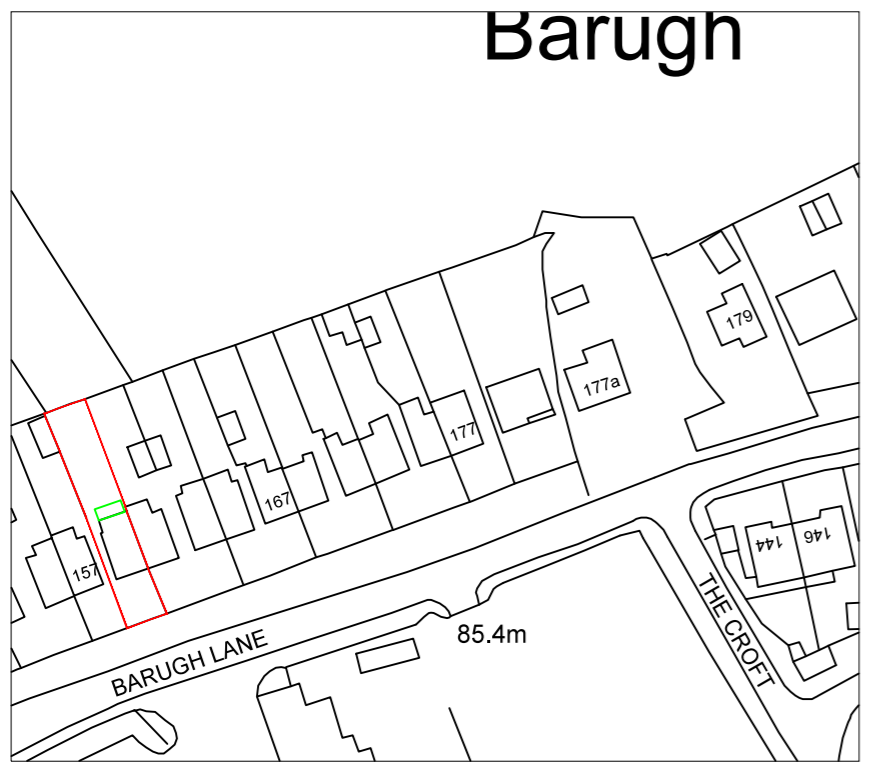 Barugh
179
177a
177
167
157
144
146
85.4m
THE CROFT
BARUGH LANE